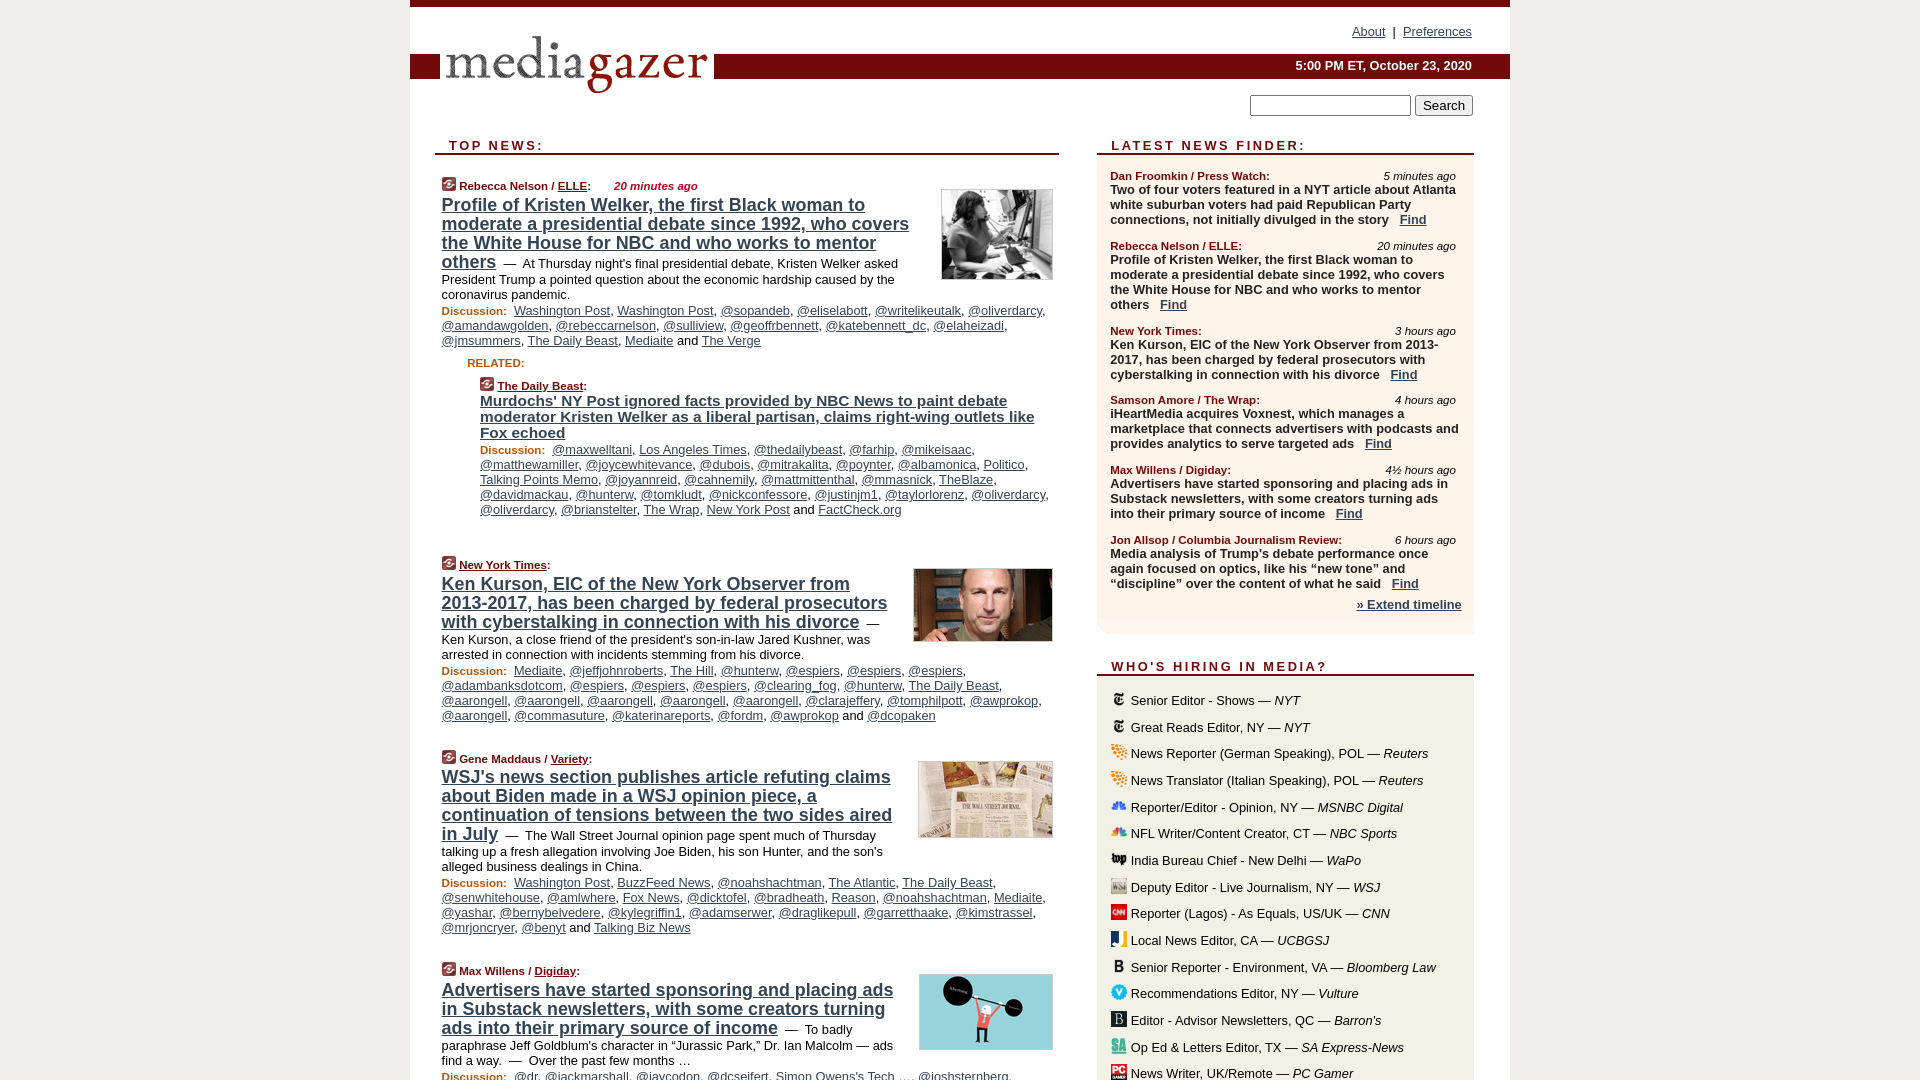 About | Preferences
mediagazer
5:00 PM ET, October 23, 2020
Search
TOP NEWS:
Rebecca Nelson / ELLE: 20 minutes ago
Profile of Kristen Welker, the first Black woman to
moderate a presidential debate since 1992, who covers
the White House for NBC and who works to mentor
others — At Thursday night's final presidential debate, Kristen Welker asked
President Trump a pointed question about the economic hardship caused by the
coronavirus pandemic.
Discussion: Washington Post, Washington Post, @sopandeb, @eliselabott, @writelikeutalk, @oliverdarcy,
@amandawgolden, @rebeccarnelson, @sulliview, @geoffrbennett, @katebennett_dc, @elaheizadi,
@jmsummers, The Daily Beast, Mediaite and The Verge
RELATED:
The Daily Beast:
Murdochs' NY Post ignored facts provided by NBC News to paint debate
moderator Kristen Welker as a liberal partisan, claims right-wing outlets like
Fox echoed
Discussion: @maxwelltani, Los Angeles Times, @thedailybeast, @farhip, @mikeisaac,
@matthewamiller, @joycewhitevance, @dubois, @mitrakalita, @poynter, @albamonica, Politico,
Talking Points Memo, @joyannreid, @cahnemily, @mattmittenthal, @mmasnick, TheBlaze,
@davidmackau, @hunterw, @tomkludt, @nickconfessore, @justinjm1, @taylorlorenz, @oliverdarcy,
@oliverdarcy, @brianstelter, The Wrap, New York Post and FactCheck.org
New York Times:
Ken Kurson, EIC of the New York Observer from
2013-2017, has been charged by federal prosecutors
with cyberstalking in connection with his divorce —
Ken Kurson, a close friend of the president's son-in-law Jared Kushner, was
arrested in connection with incidents stemming from his divorce.
Discussion: Mediaite, @jeffjohnroberts, The Hill, @hunterw, @espiers, @espiers, @espiers,
@adambanksdotcom, @espiers, @espiers, @espiers, @clearing_fog, @hunterw, The Daily Beast,
@aarongell, @aarongell, @aarongell, @aarongell, @aarongell, @clarajeffery, @tomphilpott, @awprokop,
@aarongell, @commasuture, @katerinareports, @fordm, @awprokop and @dcopaken
Gene Maddaus / Variety:
WSJ's news section publishes article refuting claims
about Biden made in a WSJ opinion piece, a
continuation of tensions between the two sides aired
in July — The Wall Street Journal opinion page spent much of Thursday
talking up a fresh allegation involving Joe Biden, his son Hunter, and the son's
alleged business dealings in China.
Discussion: Washington Post, BuzzFeed News, @noahshachtman, The Atlantic, The Daily Beast,
@senwhitehouse, @amlwhere, Fox News, @dicktofel, @bradheath, Reason, @noahshachtman, Mediaite,
@yashar, @bernybelvedere, @kylegriffin1, @adamserwer, @draglikepull, @garretthaake, @kimstrassel,
@mrjoncryer, @benyt and Talking Biz News
Max Willens / Digiday:
Advertisers have started sponsoring and placing ads
in Substack newsletters, with some creators turning
ads into their primary source of income — To badly
paraphrase Jeff Goldblum's character in “Jurassic Park,” Dr. Ian Malcolm — ads
find a way. — Over the past few months …
Discussion: @dr, @jackmarshall, @jaycodon, @dcseifert, Simon Owens's Tech …, @joshsternberg,
LATEST NEWS FINDER:
Dan Froomkin / Press Watch: 5 minutes ago
Two of four voters featured in a NYT article about Atlanta
white suburban voters had paid Republican Party
connections, not initially divulged in the story Find
Rebecca Nelson / ELLE: 20 minutes ago
Profile of Kristen Welker, the first Black woman to
moderate a presidential debate since 1992, who covers
the White House for NBC and who works to mentor
others Find
New York Times: 3 hours ago
Ken Kurson, EIC of the New York Observer from 2013-
2017, has been charged by federal prosecutors with
cyberstalking in connection with his divorce Find
Samson Amore / The Wrap: 4 hours ago
iHeartMedia acquires Voxnest, which manages a
marketplace that connects advertisers with podcasts and
provides analytics to serve targeted ads Find
Max Willens / Digiday: 4½ hours ago
Advertisers have started sponsoring and placing ads in
Substack newsletters, with some creators turning ads
into their primary source of income Find
Jon Allsop / Columbia Journalism Review: 6 hours ago
Media analysis of Trump's debate performance once
again focused on optics, like his “new tone” and
“discipline” over the content of what he said Find
» Extend timeline
WHO'S HIRING IN MEDIA?
Senior Editor - Shows — NYT
Great Reads Editor, NY — NYT
News Reporter (German Speaking), POL — Reuters
News Translator (Italian Speaking), POL — Reuters
Reporter/Editor - Opinion, NY — MSNBC Digital
NFL Writer/Content Creator, CT — NBC Sports
India Bureau Chief - New Delhi — WaPo
Deputy Editor - Live Journalism, NY — WSJ
Reporter (Lagos) - As Equals, US/UK — CNN
Local News Editor, CA — UCBGSJ
Senior Reporter - Environment, VA — Bloomberg Law
Recommendations Editor, NY — Vulture
Editor - Advisor Newsletters, QC — Barron's
Op Ed & Letters Editor, TX — SA Express-News
News Writer, UK/Remote — PC Gamer